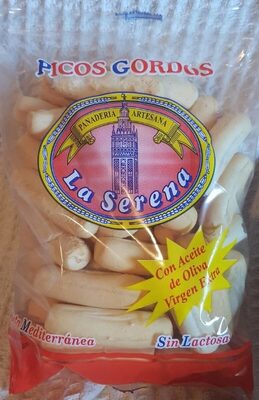 PICOS GORDOS
PANADERIA ARTESANA
La Serena
Con Aceite
de Oliva
Virgen Extra
Mediterránea
Sin Lactosa